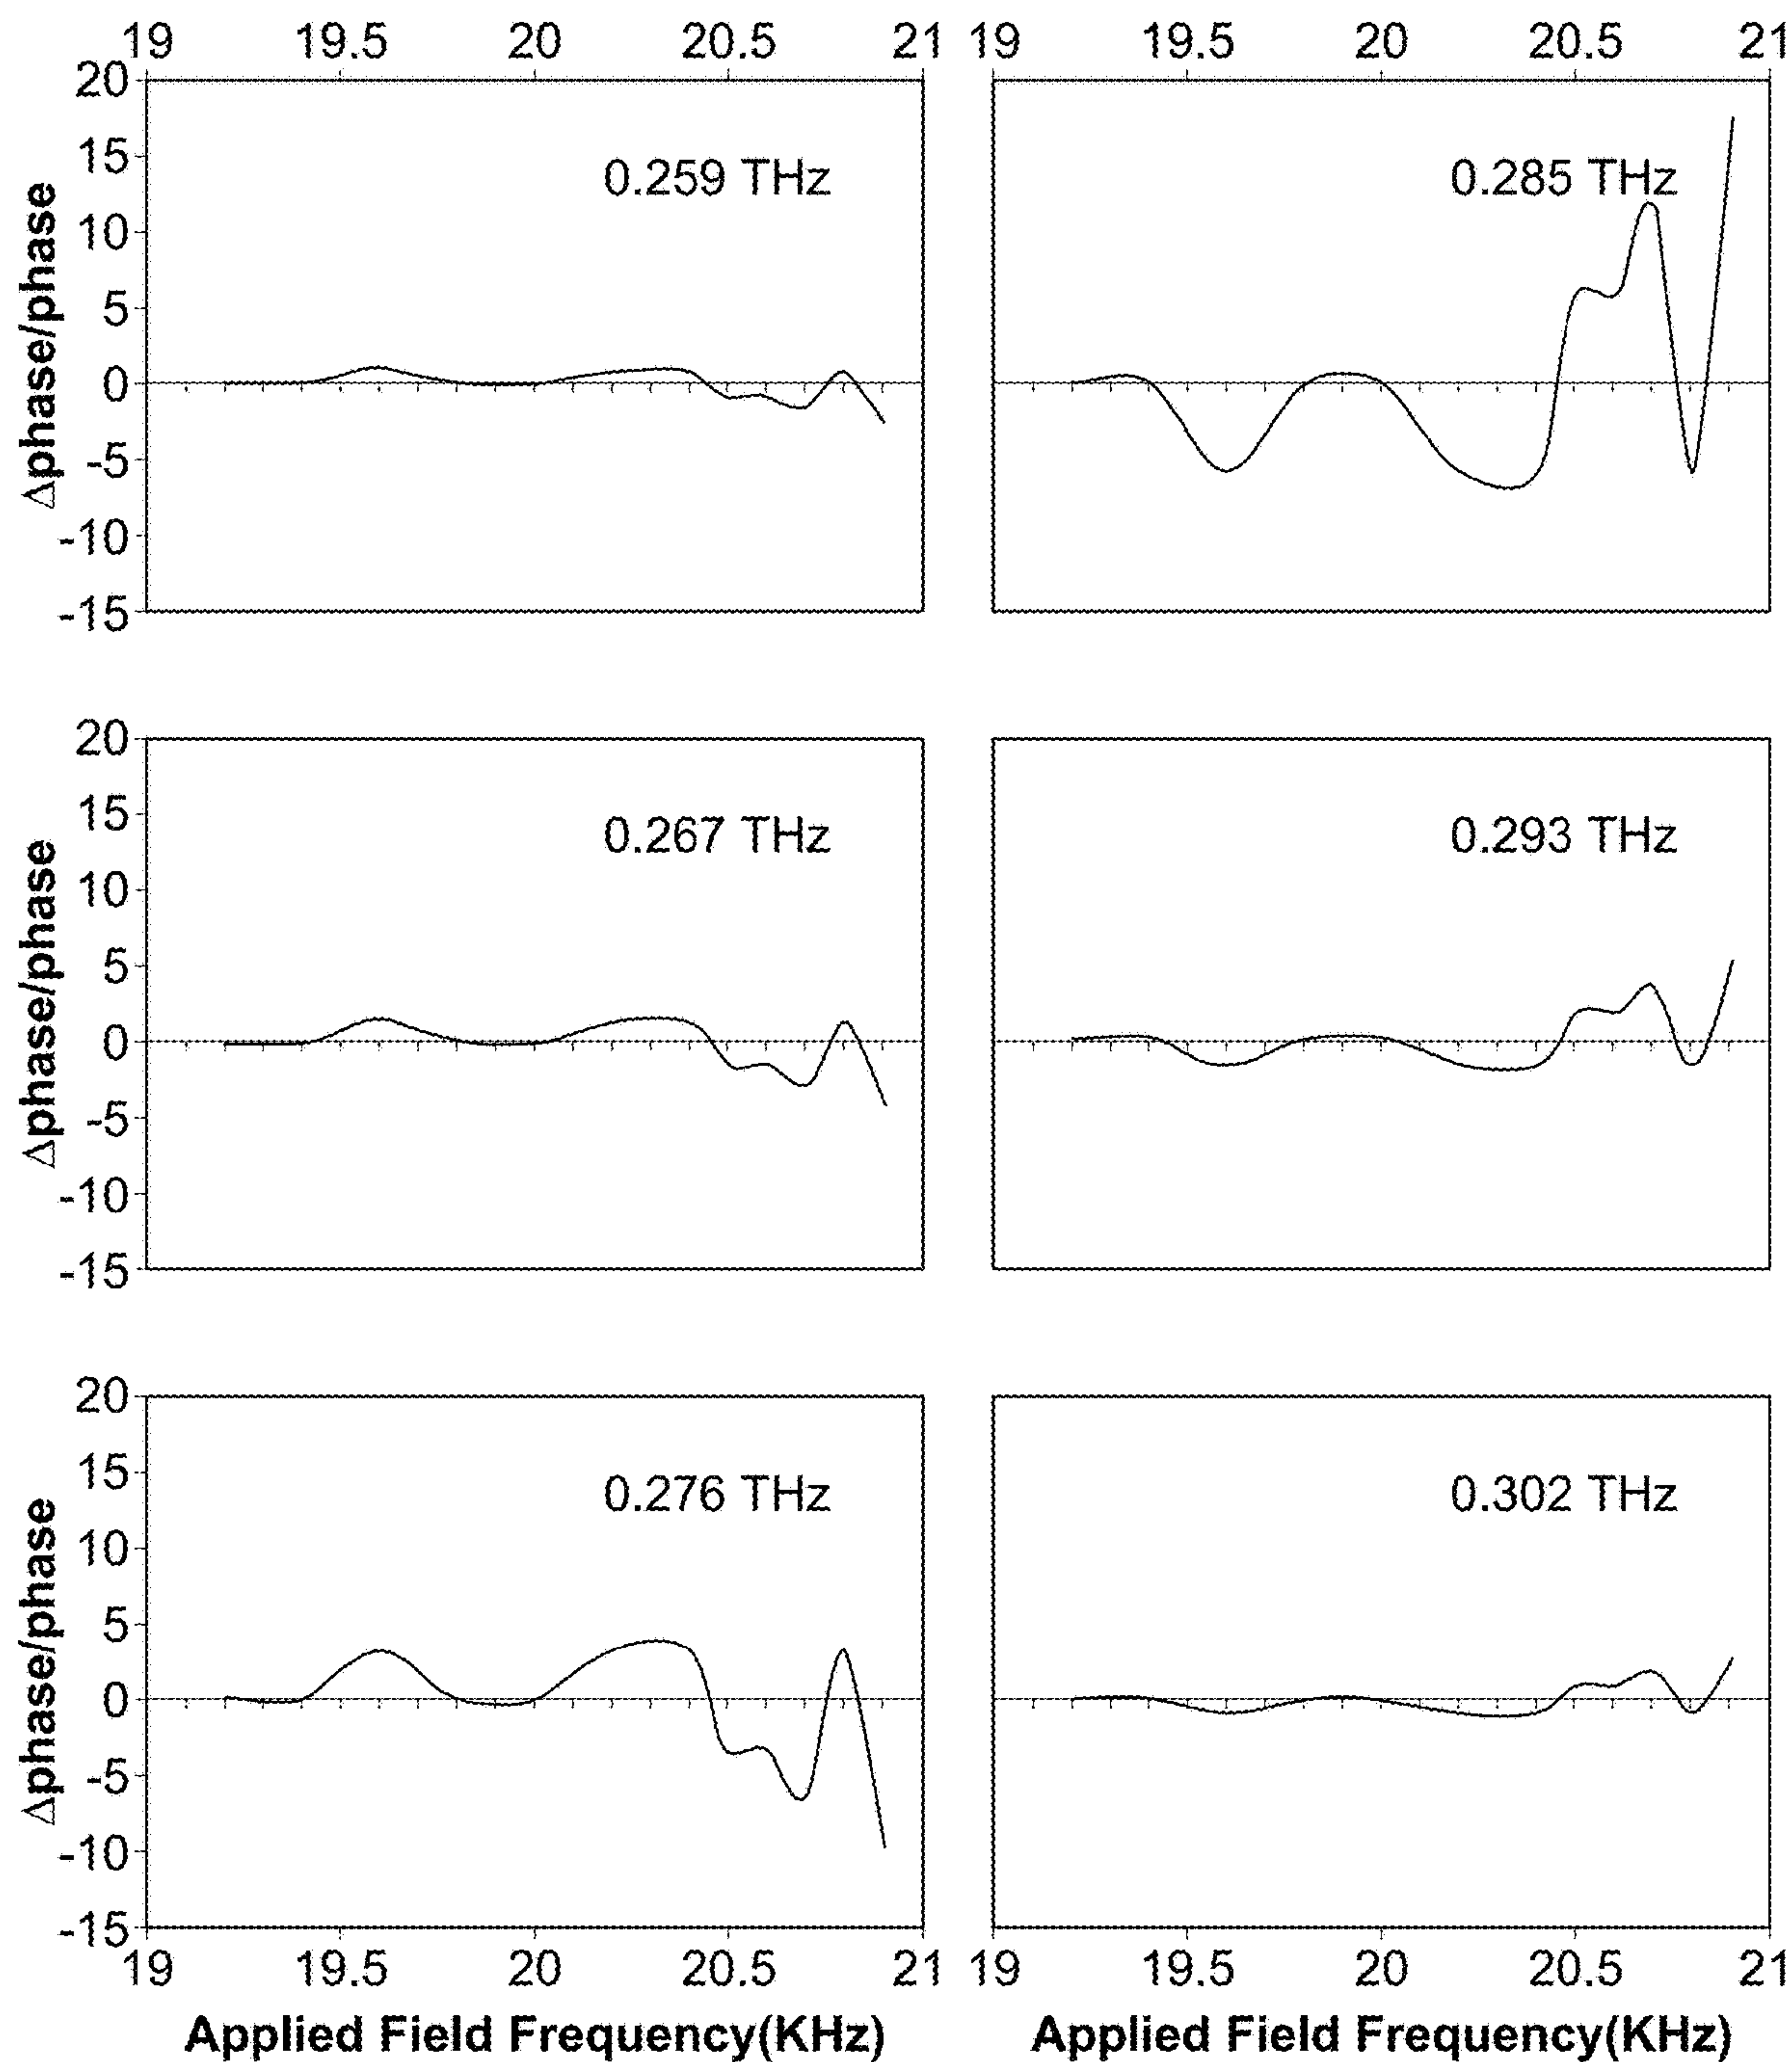 19 19.5 20 20.5 21 19 19.5 20 20.5 21
20
15
10
5
0
-5
-10
-15
Δphase/phase
0.259 THz
0.285 THz
20
15
10
5
0
-5
-10
-15
Δphase/phase
0.267 THz
0.293 THz
20
15
10
5
0
-5
-10
-15
Δphase/phase
0.276 THz
0.302 THz
19 19.5 20 20.5 21 19 19.5 20 20.5 21
Applied Field Frequency(KHz) Applied Field Frequency(KHz)